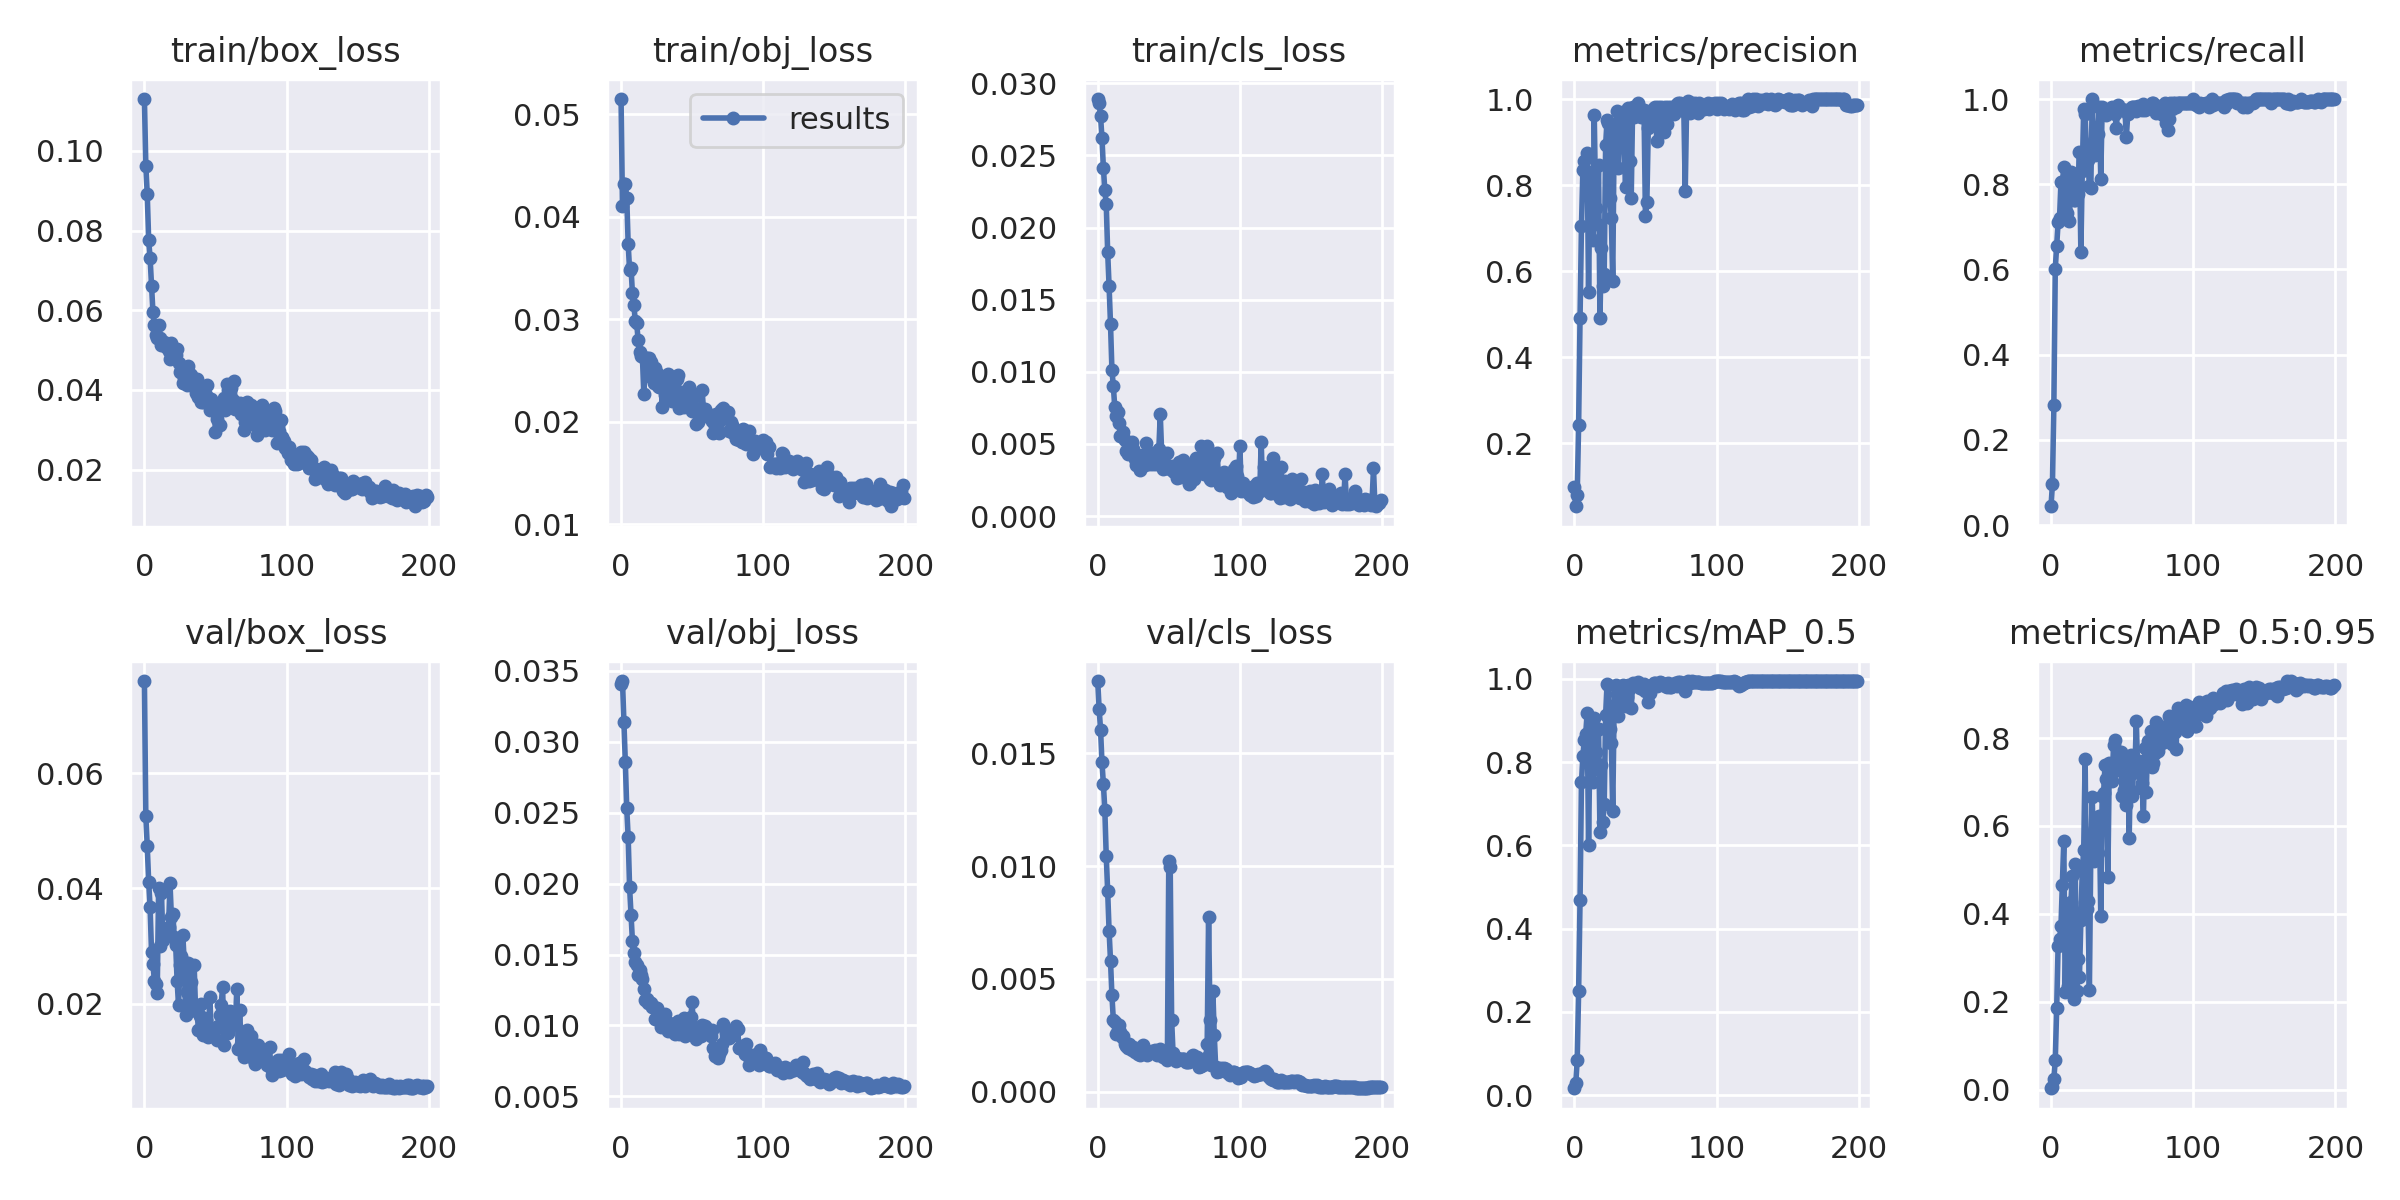 train/box_loss
0.10
0.08
0.06
0.04
0.02
0 100 200
train/obj_loss
results
0.05
0.04
0.03
0.02
0.01
0 100 200
train/cls_loss
0.030
0.025
0.020
0.015
0.010
0.005
0.000
0 100 200
metrics/precision
1.0
0.8
0.6
0.4
0.2
0 100 200
metrics/recall
1.0
0.8
0.6
0.4
0.2
0.0
0 100 200
val/box_loss
0.06
0.04
0.02
0 100 200
val/obj_loss
0.035
0.030
0.025
0.020
0.015
0.010
0.005
0 100 200
val/cls_loss
0.015
0.010
0.005
0.000
0 100 200
metrics/mAP_0.5
1.0
0.8
0.6
0.4
0.2
0.0
0 100 200
metrics/mAP_0.5:0.95
0.8
0.6
0.4
0.2
0.0
0 100 200